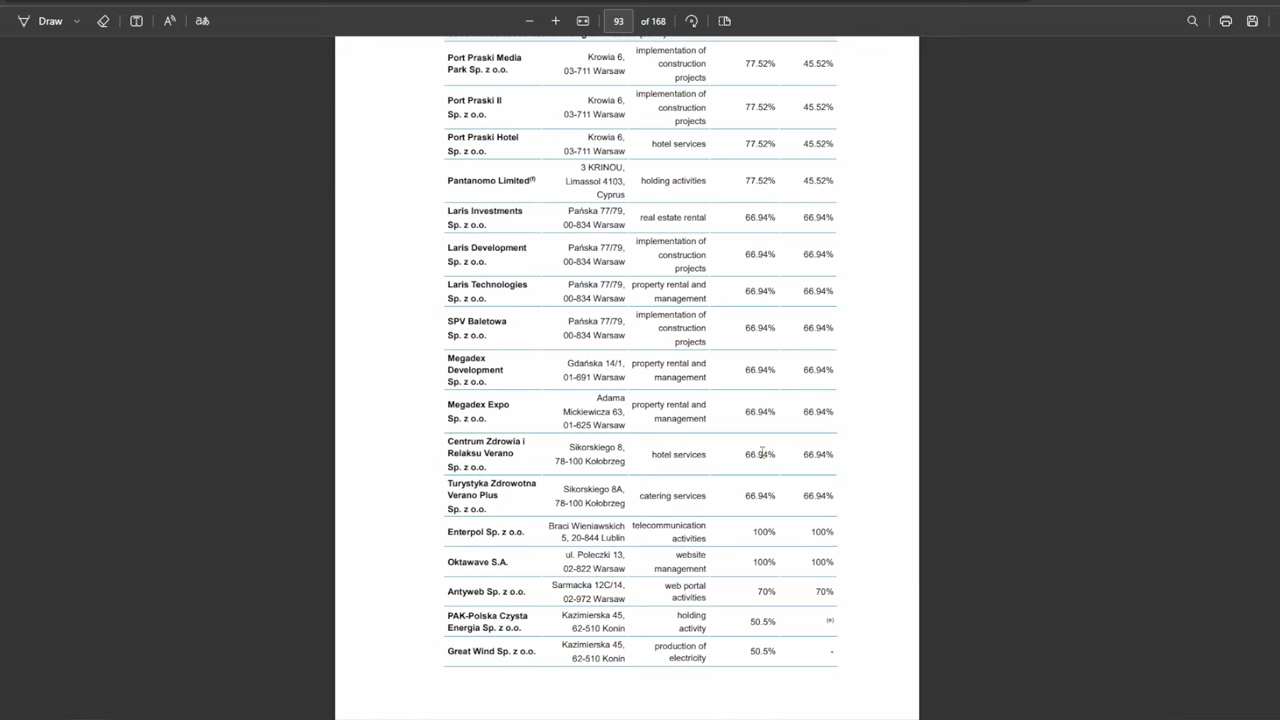 Draw
93 of 168
Port Praski Media Park Sp. z o.o. Krowia 6, 03-711 Warsaw implementation of construction projects 77.52% 45.52%
Port Praski II Sp. z o.o. Krowia 6, 03-711 Warsaw implementation of construction projects 77.52% 45.52%
Port Praski Hotel Sp. z o.o. Krowia 6, 03-711 Warsaw hotel services 77.52% 45.52%
Pantanomo Limited(f) 3 KRINOU, Limassol 4103, Cyprus holding activities 77.52% 45.52%
Laris Investments Sp. z o.o. Pańska 77/79, 00-834 Warsaw real estate rental 66.94% 66.94%
Laris Development Sp. z o.o. Pańska 77/79, 00-834 Warsaw implementation of construction projects 66.94% 66.94%
Laris Technologies Sp. z o.o. Pańska 77/79, 00-834 Warsaw property rental and management 66.94% 66.94%
SPV Baletowa Sp. z o.o. Pańska 77/79, 00-834 Warsaw implementation of construction projects 66.94% 66.94%
Megadex Development Sp. z o.o. Gdańska 14/1, 01-691 Warsaw property rental and management 66.94% 66.94%
Megadex Expo Sp. z o.o. Adama Mickiewicza 63, 01-625 Warsaw property rental and management 66.94% 66.94%
Centrum Zdrowia i Relaksu Verano Sp. z o.o. Sikorskiego 8, 78-100 Kołobrzeg hotel services 66.94% 66.94%
Turystyka Zdrowotna Verano Plus Sp. z o.o. Sikorskiego 8A, 78-100 Kołobrzeg catering services 66.94% 66.94%
Enterpol Sp. z o.o. Braci Wieniawskich 5, 20-844 Lublin telecommunication activities 100% 100%
Oktawave S.A. ul. Poleczki 13, 02-822 Warsaw website management 100% 100%
Antyweb Sp. z o.o. Sarmacka 12C/14, 02-972 Warsaw web portal activities 70% 70%
PAK-Polska Czysta Energia Sp. z o.o. Kazimierska 45, 62-510 Konin holding activity 50.5%
Great Wind Sp. z o.o. Kazimierska 45, 62-510 Konin production of electricity 50.5% -